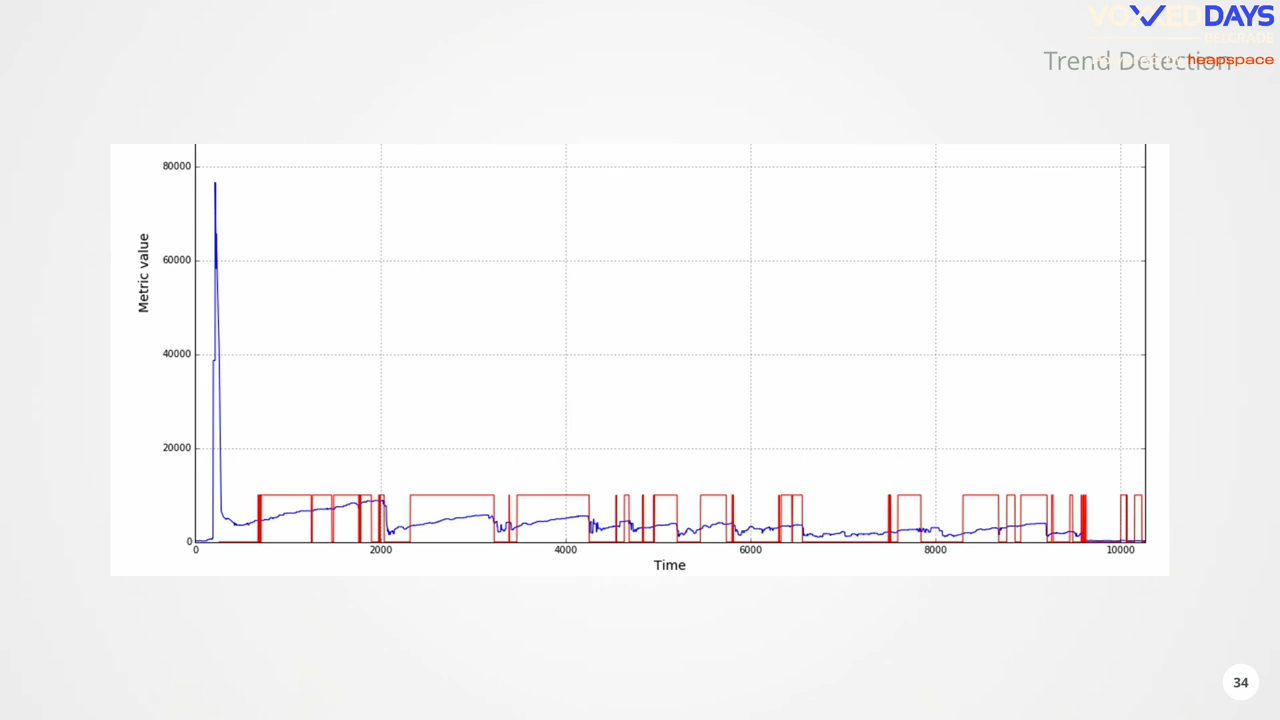 VOXXED DAYS
BELGRADE
heapspace
Trend Detection
80000
60000
40000
20000
0
Metric value
0 2000 4000 6000 8000 10000
Time
34